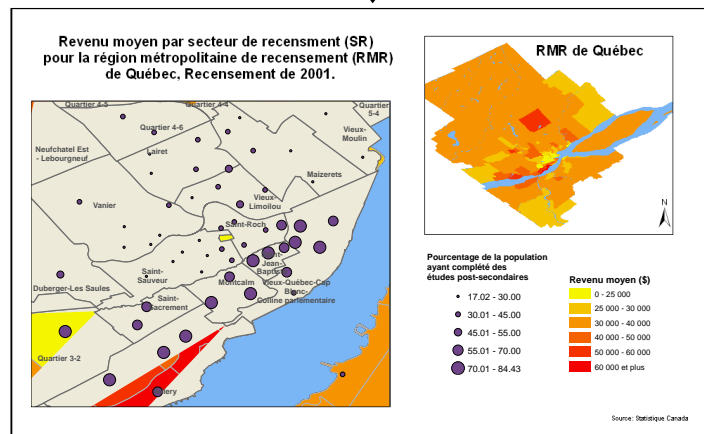 Revenu moyen par secteur de recensment (SR)
pour la région métropolitaine de recensement (RMR)
de Québec, Recensement de 2001.
Quartier 4-5
Quartier 4-4
Quartier
5-4
Quartier 4-6
Vieux-
Moulin
Neufchatel Est
- Lebourgneuf
Lairet
Maizerets
Vanier
Vieux-
Limoilou
Saint-Roch
Jean-
Baptis
Saint-
Sauveur
Duberger-Les Saules
Montcalm
Vieux-Québec-Cap
Blanc-
Colline parlementaire
Saint-
Sacrement
Quartier 3-2
lery
RMR de Québec
N
Pourcentage de la population
ayant complété des
études post-secondaires
17.02 - 30.00
30.01 - 45.00
45.01 - 55.00
55.01 - 70.00
70.01 - 84.43
Revenu moyen ($)
0 - 25 000
25 000 - 30 000
30 000 - 40 000
40 000 - 50 000
50 000 - 60 000
60 000 et plus
Source: Statistique Canada